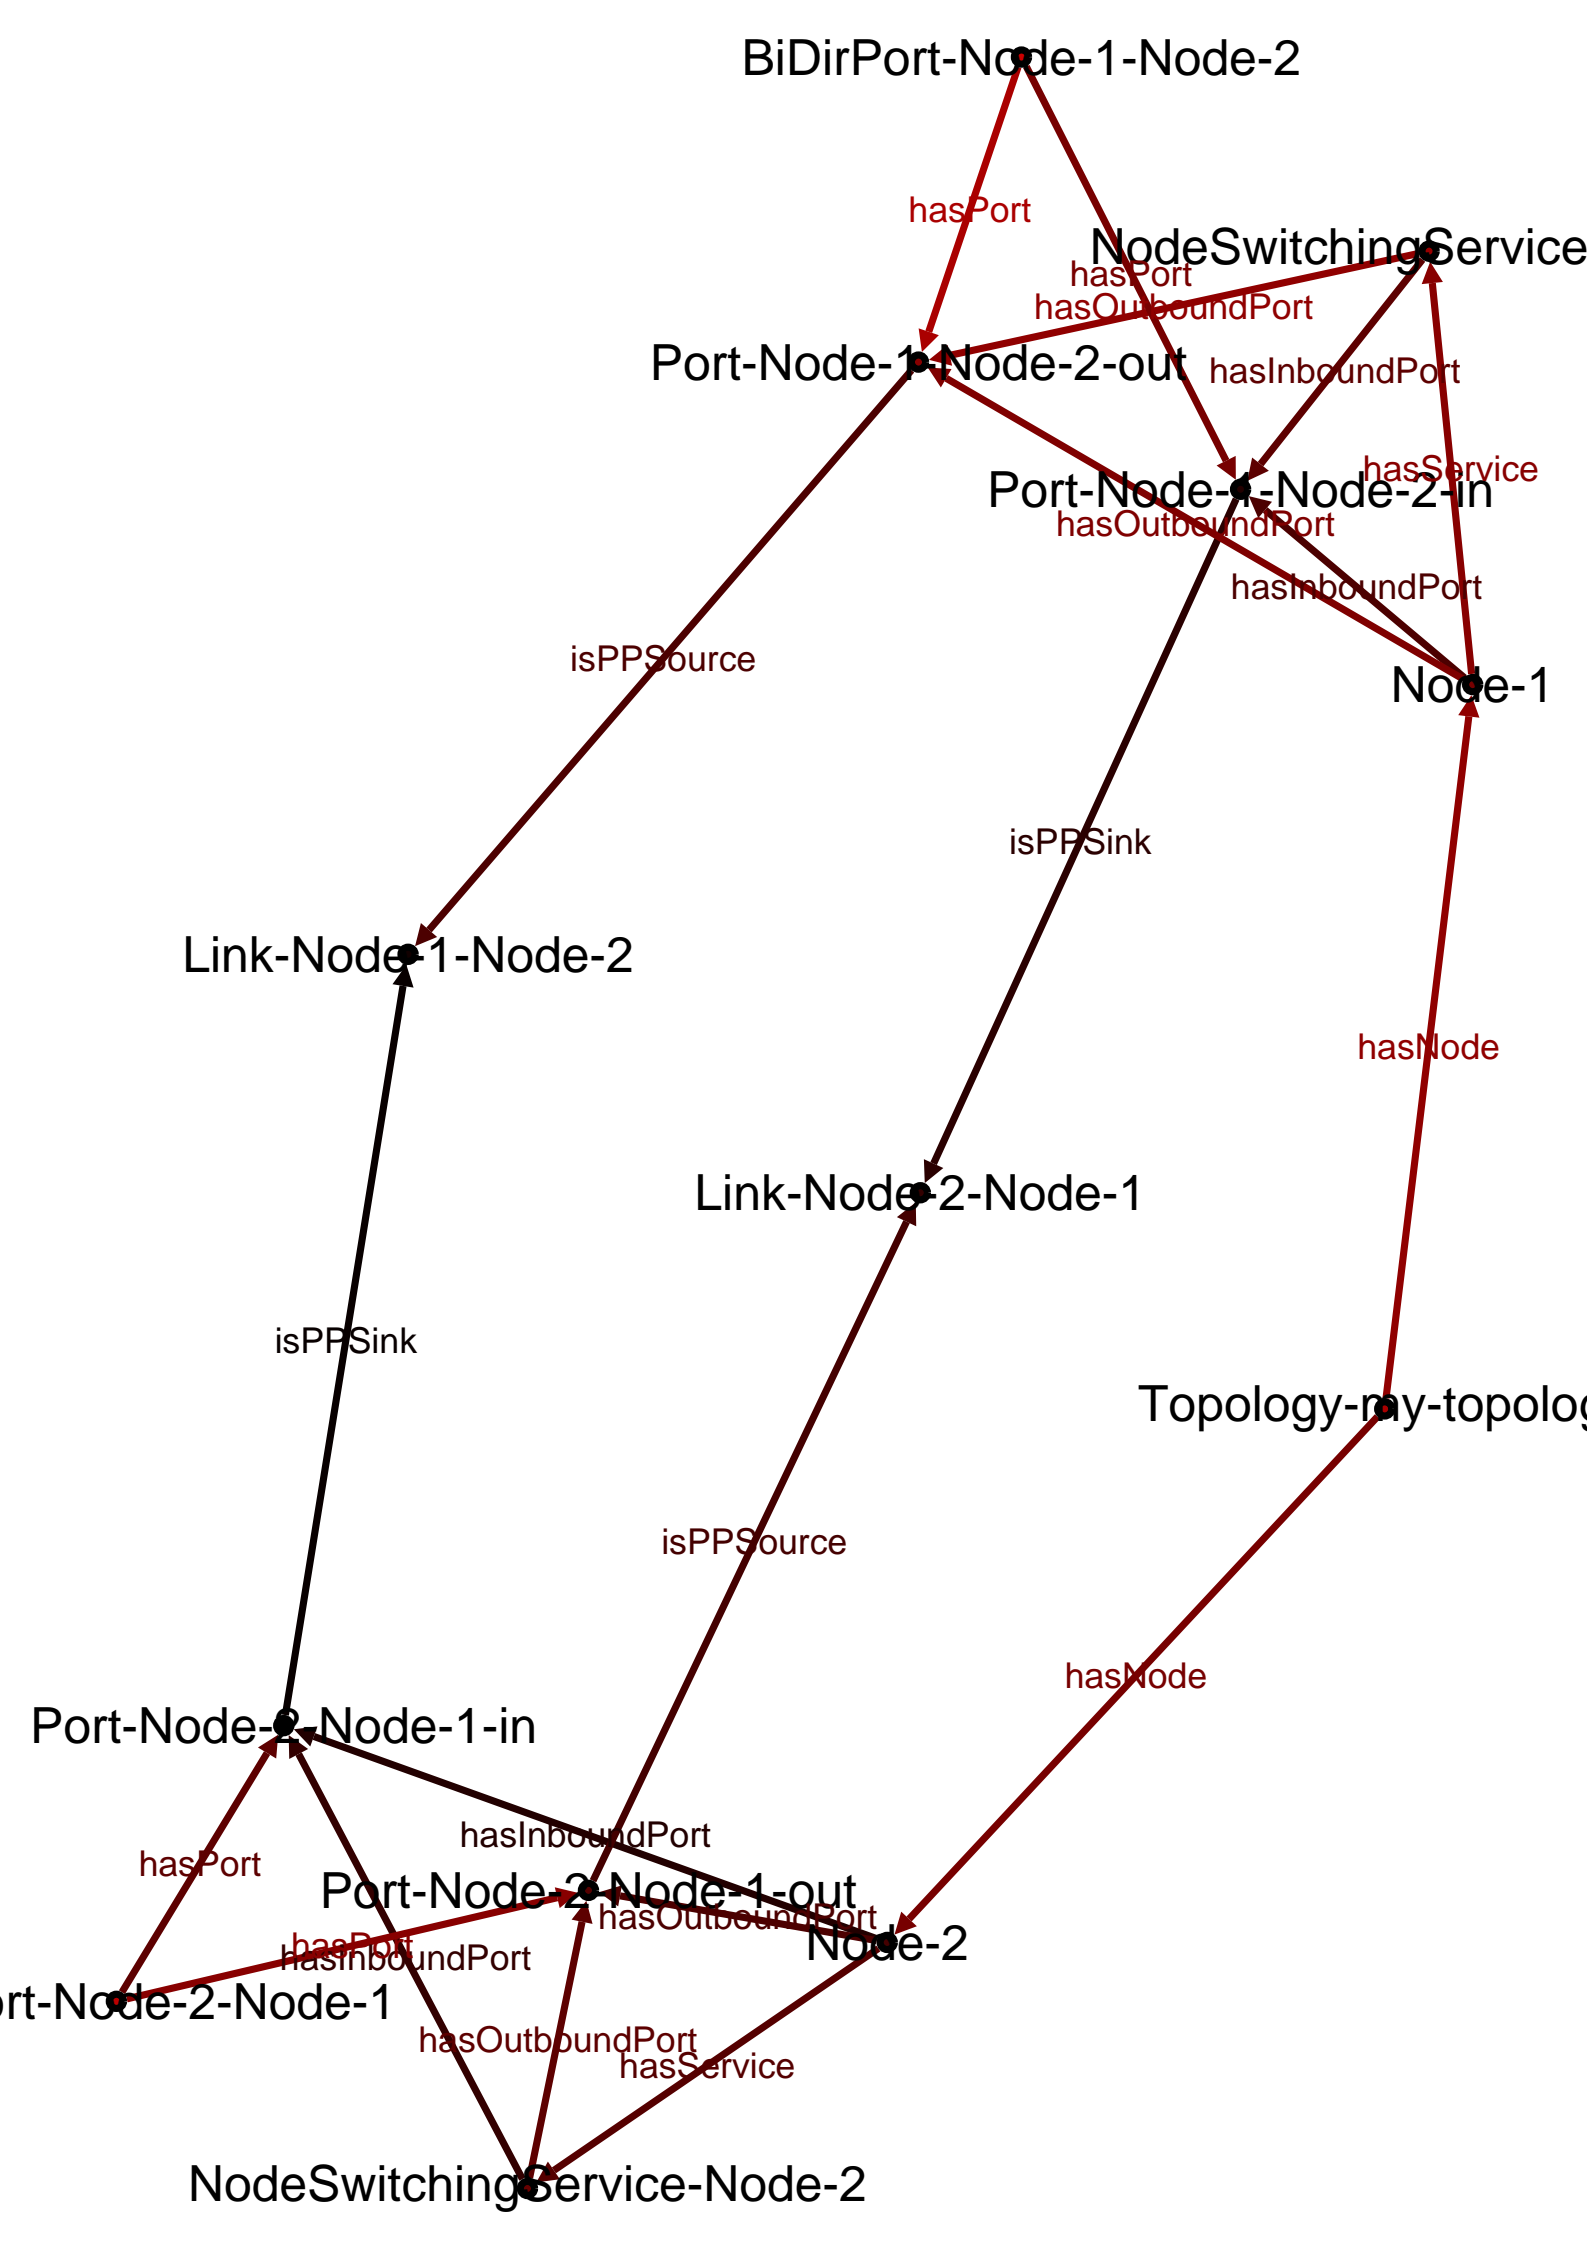 BiDirPort-Node-1-Node-2
hasPort
NodeSwitchingService
hasPort
hasOutboundPort
Port-Node-1-Node-2-out
hasInboundPort
hasService
Port-Node-1-Node-2-in
hasOutboundPort
hasInboundPort
isPPSource
Node-1
isPPSink
Link-Node-1-Node-2
hasNode
Link-Node-2-Node-1
isPPSink
Topology-my-topolog
isPPSource
hasNode
Port-Node-2-Node-1-in
hasInboundPort
hasPort
Port-Node-2-Node-1-out
hasOutboundPort
Node-2
hasPort
hasInboundPort
rt-Node-2-Node-1
hasOutboundPort
hasService
NodeSwitchingService-Node-2